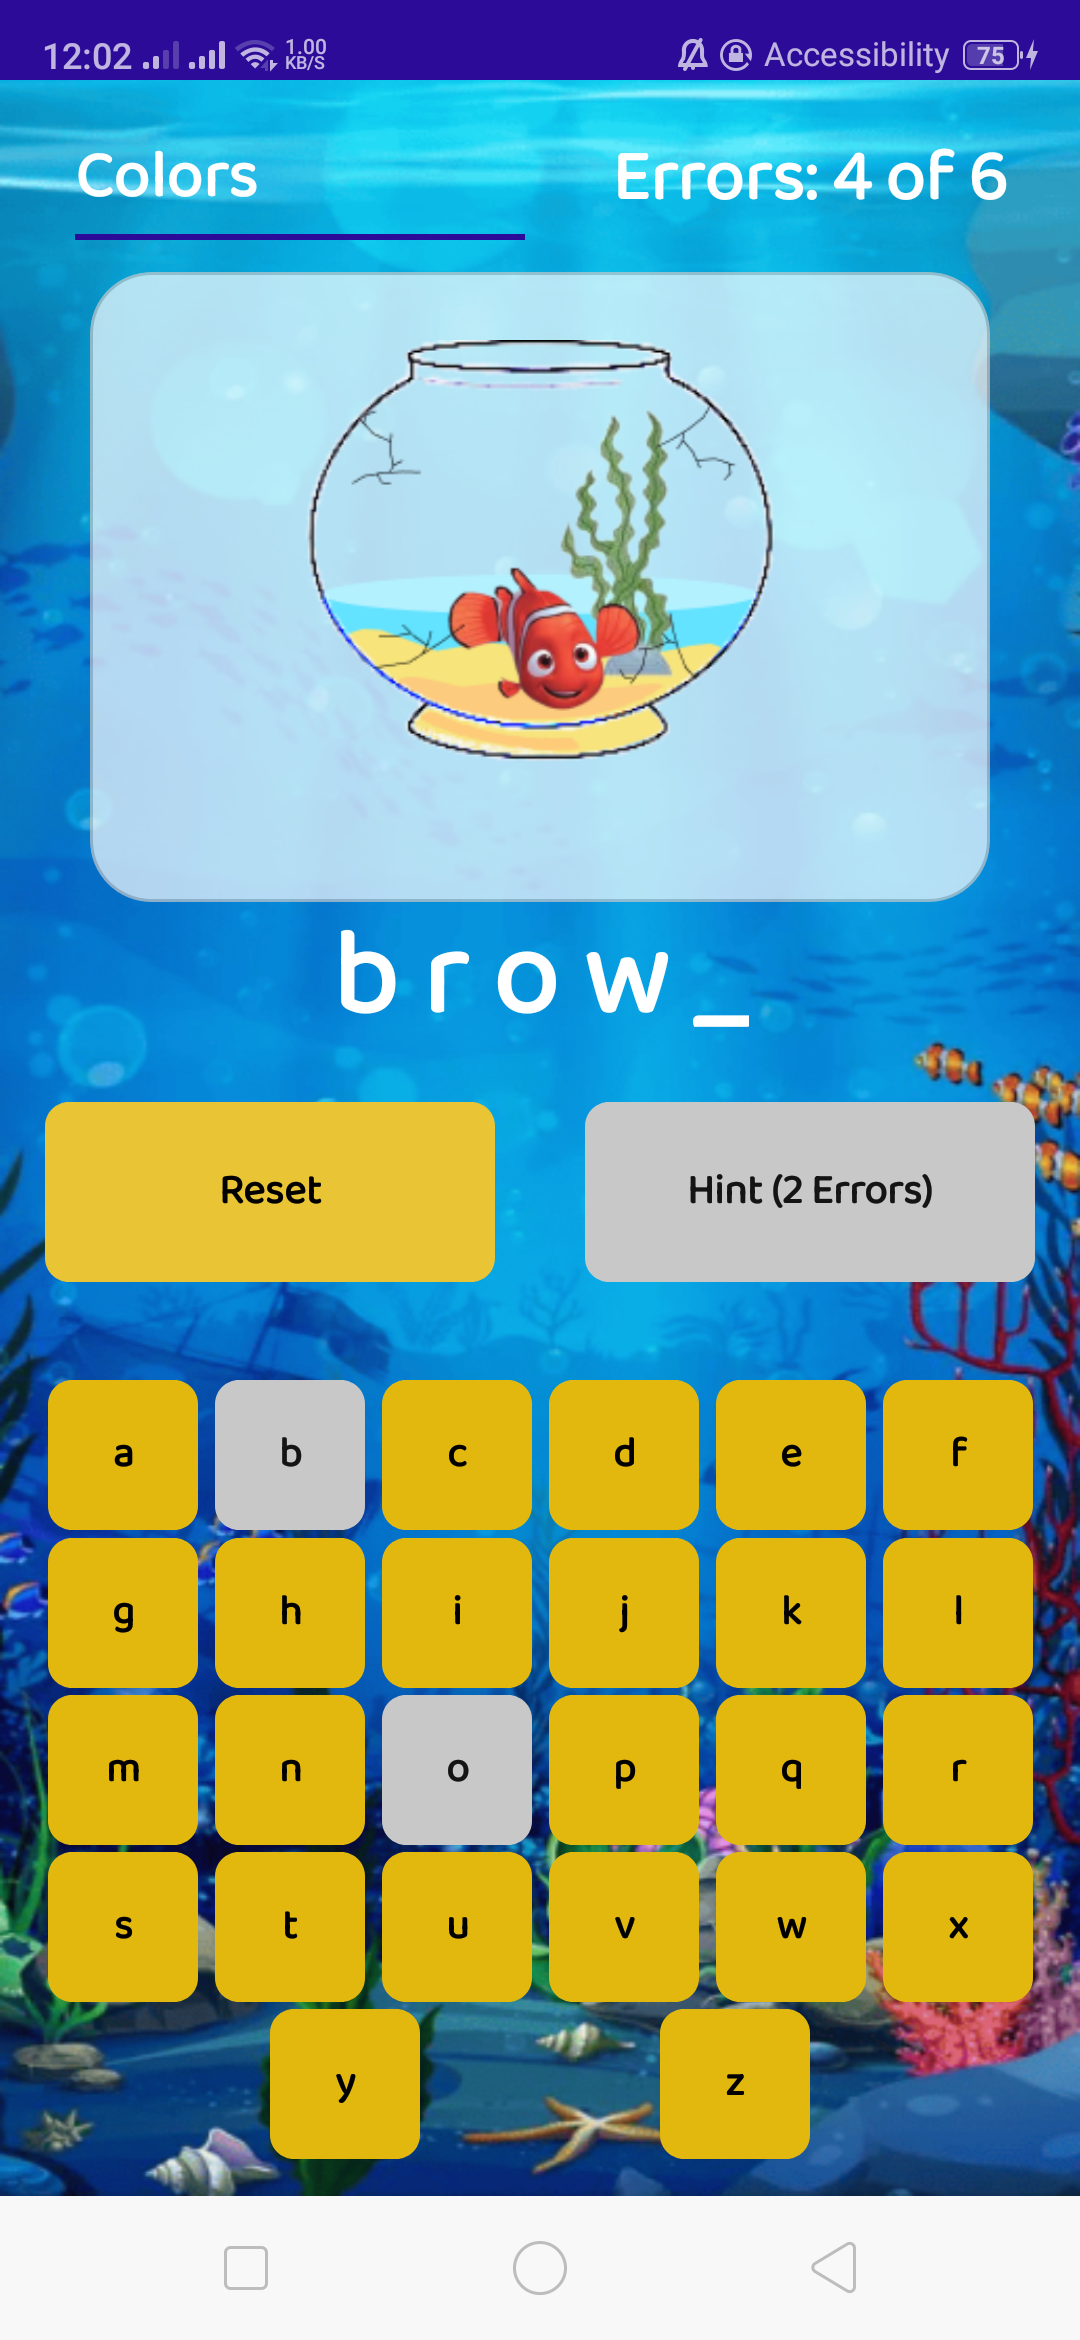 12:02 1.00 KB/S Accessibility 75
Colors Errors: 4 of 6
b r o w _
Reset Hint (2 Errors)
a b c d e f
g h i j k l
m n o p q r
s t u v w x
y z